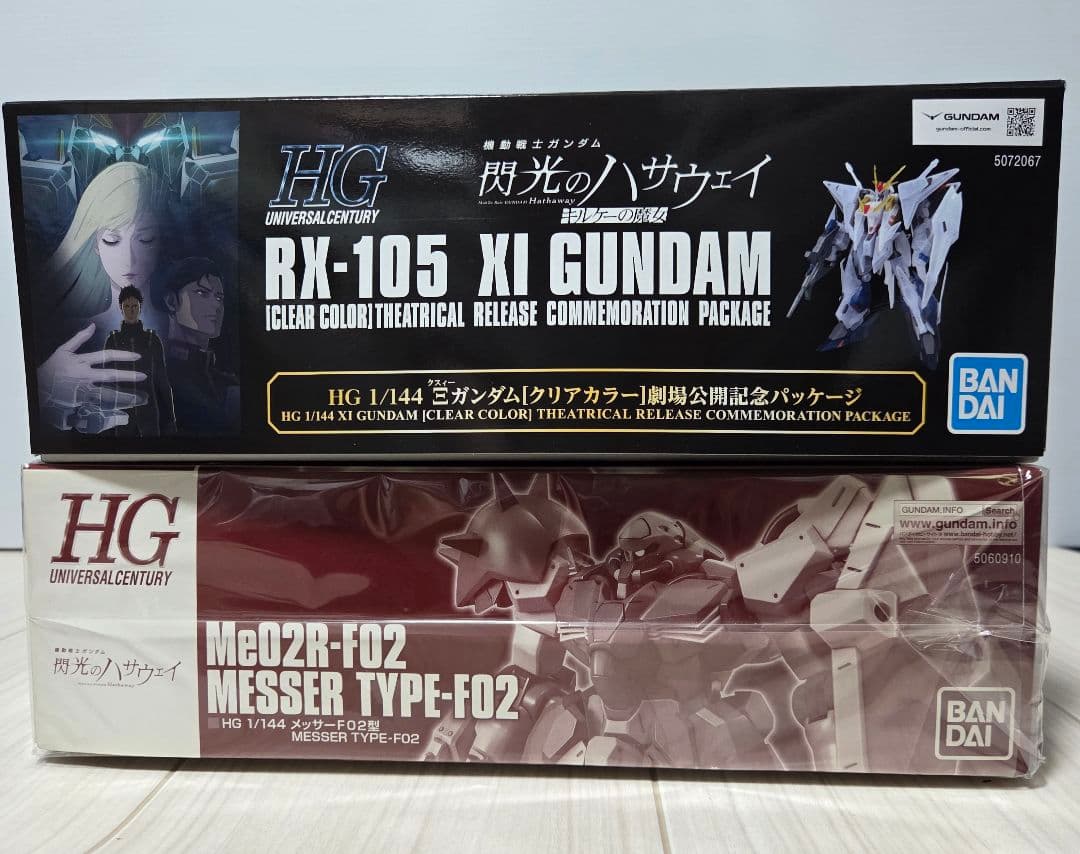 HG
UNIVERSALCENTURY
機動戦士ガンダム
閃光のハサウェイ
Hathaway
キルケーの魔女
RX-105 XI GUNDAM
[CLEAR COLOR] THEATRICAL RELEASE COMMEMORATION PACKAGE
クスィー
HG 1/144 Ξガンダム[クリアカラー]劇場公開記念パッケージ
HG 1/144 XI GUNDAM [CLEAR COLOR] THEATRICAL RELEASE COMMEMORATION PACKAGE
GUNDAM
gundam-official.com
5072067
BAN
DAI
HG
UNIVERSALCENTURY
機動戦士ガンダム
閃光のハサウェイ
Hathaway
Me02R-F02
MESSER TYPE-F02
HG 1/144 メッサーF02型
MESSER TYPE-F02
GUNDAM.INFO Search
www.gundam.info
5060910
BAN
DAI